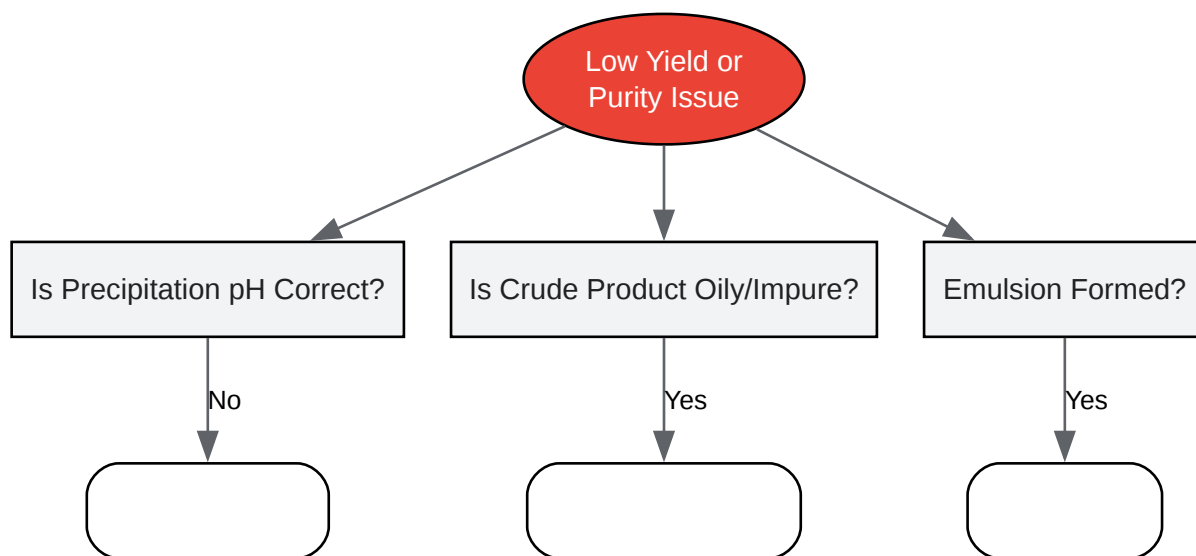 Low Yield or
Purity Issue
Is Precipitation pH Correct?
Is Crude Product Oily/Impure?
Emulsion Formed?
No
Yes
Yes